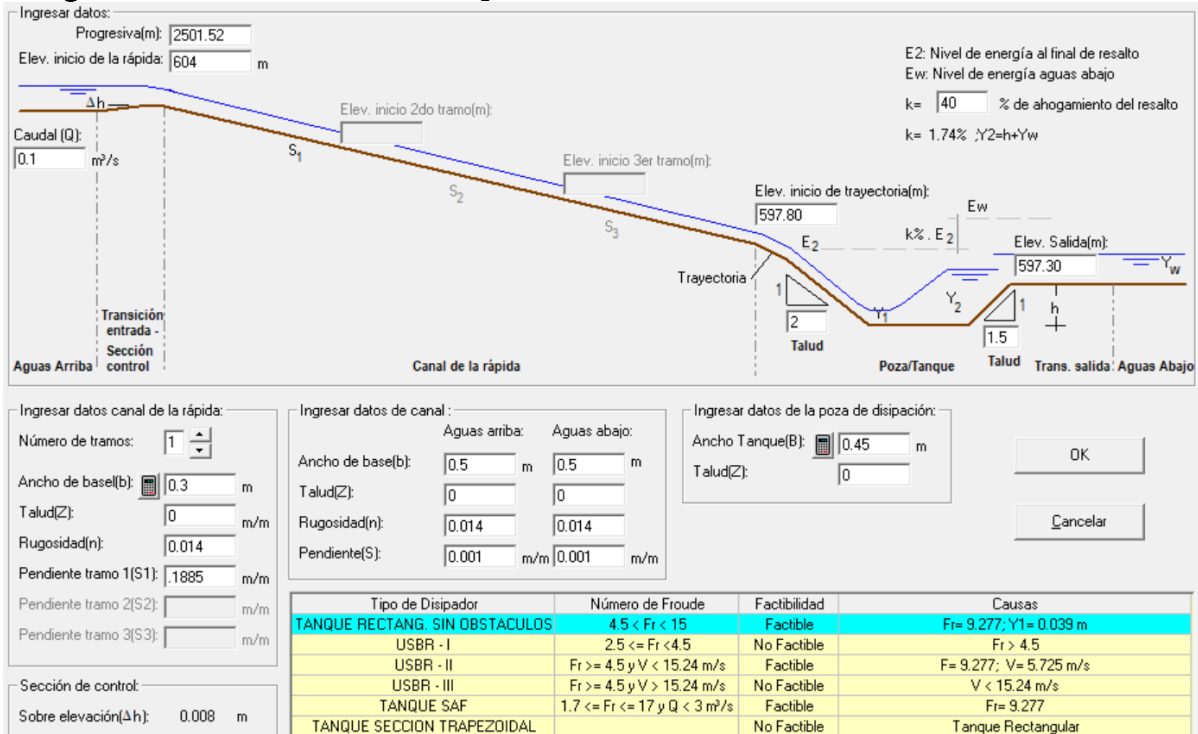 Ingresar datos:
Progresiva(m): 2501.52
Elev. inicio de la rápida: 604 m
E2: Nivel de energía al final de resalto
Ew: Nivel de energía aguas abajo
k= 40 % de ahogamiento del resalto
k= 1.74% ;Y2=h+Yw
Δh
Elev. inicio 2do tramo(m):
Caudal (Q):
0.1 m³/s
S1
Elev. inicio 3er tramo(m):
S2
Elev. inicio de trayectoria(m):
597.80
S3
Ew
E2
k% . E2
Elev. Salida(m):
597.30
Yw
Trayectoria
1
2
Talud
Y1
Y2
1
1.5
Talud
h
Transición entrada -
Sección control
Aguas Arriba
Canal de la rápida
Poza/Tanque
Trans. salida
Aguas Abajo
Ingresar datos canal de la rápida:
Número de tramos: 1
Ancho de basel(b): 0.3 m
Talud(Z): 0 m/m
Rugosidad(n): 0.014
Pendiente tramo 1(S1): .1885 m/m
Pendiente tramo 2(S2): m/m
Pendiente tramo 3(S3): m/m
Sección de control:
Sobre elevación(Δh): 0.008 m
Ingresar datos de canal :
Aguas arriba: Aguas abajo:
Ancho de base(b): 0.5 m 0.5 m
Talud(Z): 0 0
Rugosidad(n): 0.014 0.014
Pendiente(S): 0.001 m/m 0.001 m/m
Ingresar datos de la poza de disipación:
Ancho Tanque(B): 0.45 m
Talud(Z): 0
OK
Cancelar
Tipo de Disipador Número de Froude Factibilidad Causas
TANQUE RECTANG. SIN OBSTACULOS 4.5 < Fr < 15 Factible Fr= 9.277; Y1= 0.039 m
USBR - I 2.5 <= Fr <4.5 No Factible Fr > 4.5
USBR - II Fr >= 4.5 y V < 15.24 m/s Factible F= 9.277; V= 5.725 m/s
USBR - III Fr >= 4.5 y V > 15.24 m/s No Factible V < 15.24 m/s
TANQUE SAF 1.7 <= Fr <= 17 y Q < 3 m³/s Factible Fr= 9.277
TANQUE SECCION TRAPEZOIDAL No Factible Tanque Rectangular